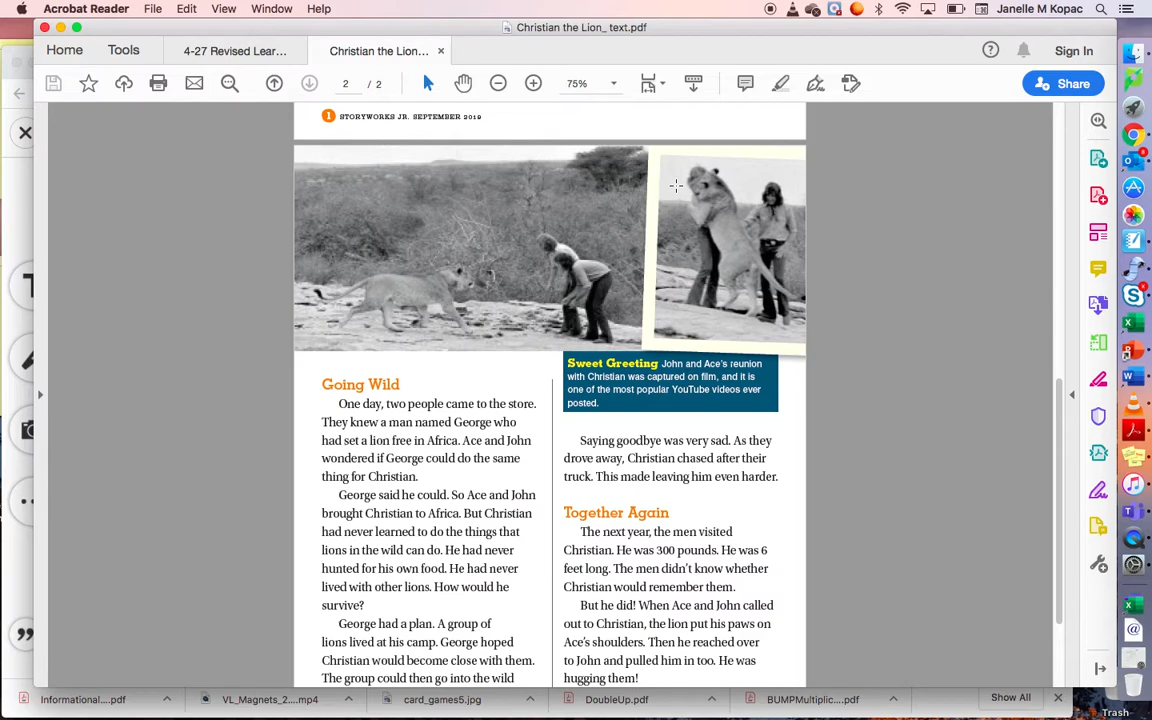 Acrobat Reader File Edit View Window Help Janelle M Kopac
Christian the Lion_ text.pdf
Home Tools 4-27 Revised Lear... Christian the Lion... × Sign In
2 / 2 75% Share
1 STORYWORKS JR. SEPTEMBER 2019
Sweet Greeting John and Ace's reunion
with Christian was captured on film, and it is
one of the most popular YouTube videos ever
posted.
Going Wild
One day, two people came to the store.
They knew a man named George who
had set a lion free in Africa. Ace and John
wondered if George could do the same
thing for Christian.
George said he could. So Ace and John
brought Christian to Africa. But Christian
had never learned to do the things that
lions in the wild can do. He had never
hunted for his own food. He had never
lived with other lions. How would he
survive?
George had a plan. A group of
lions lived at his camp. George hoped
Christian would become close with them.
The group could then go into the wild
Saying goodbye was very sad. As they
drove away, Christian chased after their
truck. This made leaving him even harder.
Together Again
The next year, the men visited
Christian. He was 300 pounds. He was 6
feet long. The men didn't know whether
Christian would remember them.
But he did! When Ace and John called
out to Christian, the lion put his paws on
Ace's shoulders. Then he reached over
to John and pulled him in too. He was
hugging them!
Informational....pdf VL_Magnets_2....mp4 card_games5.jpg DoubleUp.pdf BUMPMultiplic....pdf Show All
Trash